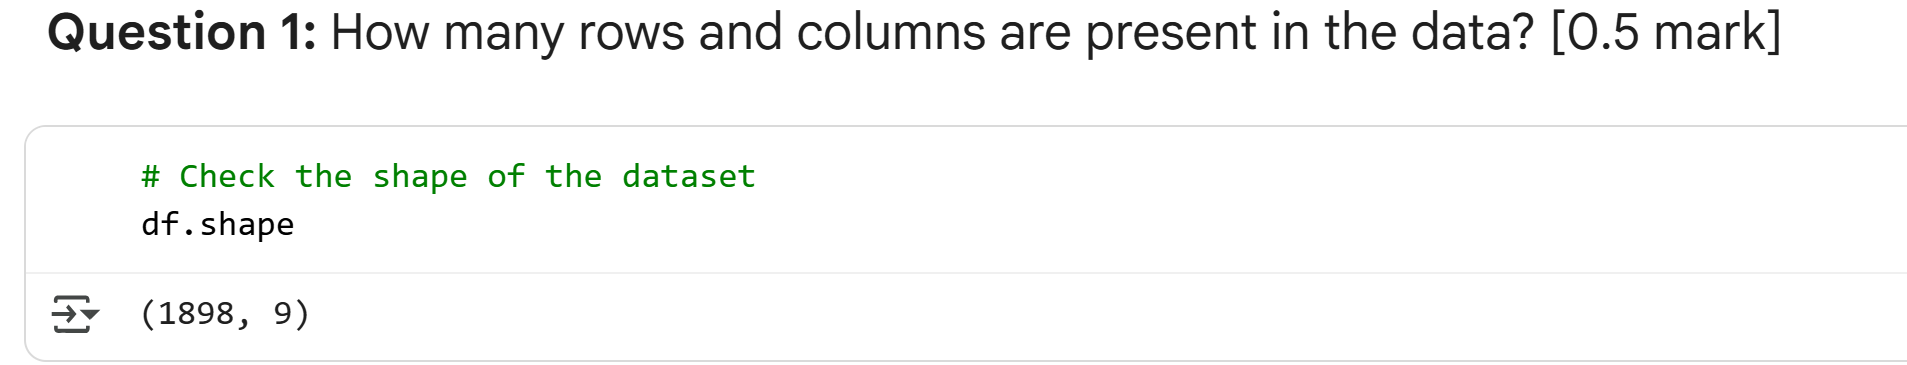 Question 1: How many rows and columns are present in the data? [0.5 mark]
# Check the shape of the dataset
df.shape
(1898, 9)